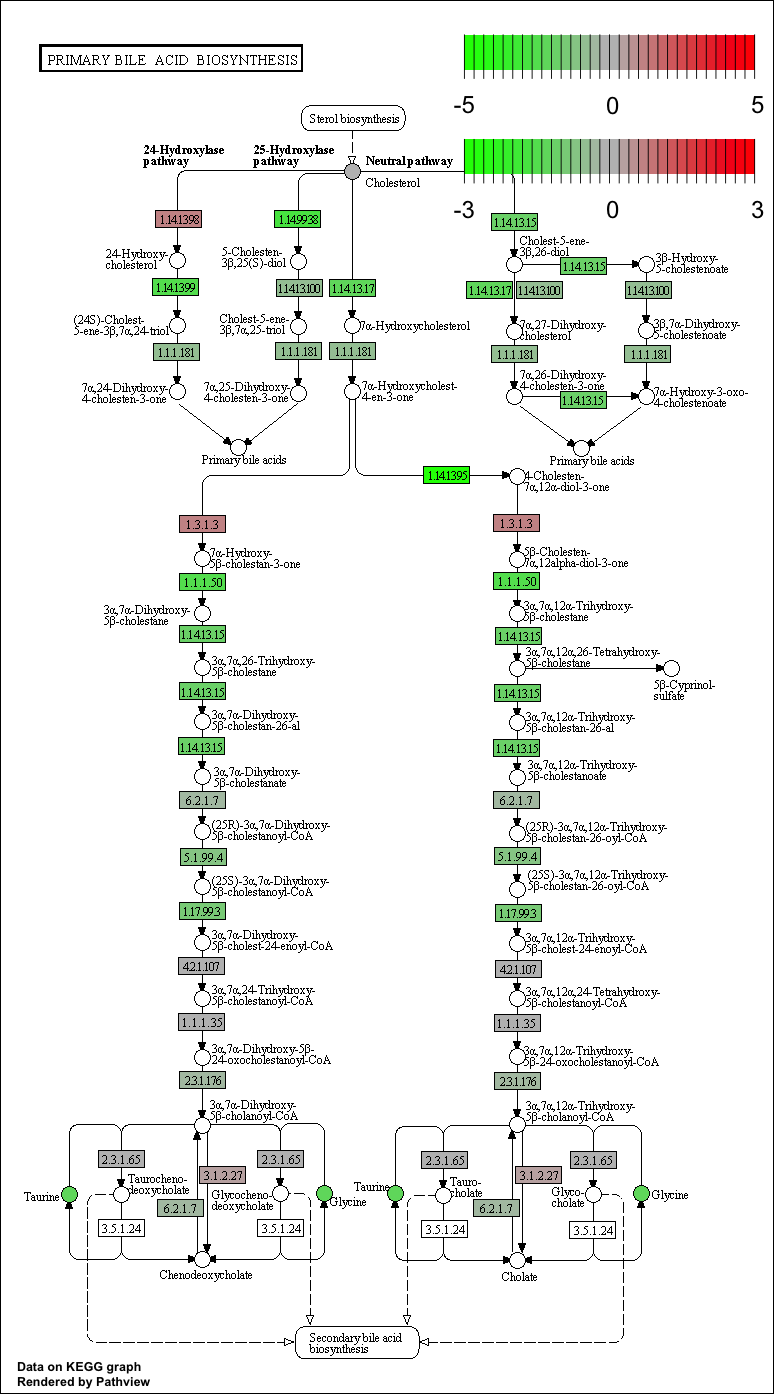 PRIMARY BILE ACID BIOSYNTHESIS
-5 0 5
-3 0 3
Sterol biosynthesis
24-Hydroxylase
pathway
25-Hydroxylase
pathway
Neutral pathway
Cholesterol
1.14.1398
1.149938
1.14.13.15
24-Hydroxy-
cholesterol
5-Cholesten-
3β,25(S)-diol
Cholest-5-ene-
3β,26-diol
1.14.13.15
3β-Hydroxy-
5-cholestenoate
1.14.1399
11413100
1.14.13.17
1.14.13.17
11413100
11413100
(24S)-Cholest-
5-ene-3β,7α,24-triol
Cholest-5-ene-
3β,7α,25-triol
7α-Hydroxycholesterol
7α,27-Dihydroxy-
cholesterol
3β,7α-Dihydroxy-
5-cholestenoate
1.1.1.181
1.1.1.181
1.1.1.181
1.1.1.181
1.1.1.181
7α,24-Dihydroxy-
4-cholesten-3-one
7α,25-Dihydroxy-
4-cholesten-3-one
7α-Hydroxycholest-
4-en-3-one
7α,26-Dihydroxy-
4-cholesten-3-one
1.14.13.15
7α-Hydroxy-3-oxo-
4-cholestenoate
Primary bile acids
Primary bile acids
1.14.1395
4-Cholesten-
7α,12α-diol-3-one
1.3.1.3
1.3.1.3
7α-Hydroxy-
5β-cholestan-3-one
5β-Cholesten-
7α,12alpha-diol-3-one
1.1.1.50
1.1.1.50
3α,7α-Dihydroxy-
5β-cholestane
3α,7α,12α-Trihydroxy-
5β-cholestane
1.14.13.15
1.14.13.15
3α,7α,26-Trihydroxy-
5β-cholestane
3α,7α,12α,26-Tetrahydroxy-
5β-cholestane
5β-Cyprinol-
sulfate
1.14.13.15
1.14.13.15
3α,7α-Dihydroxy-
5β-cholestan-26-al
3α,7α,12α-Trihydroxy-
5β-cholestan-26-al
1.14.13.15
1.14.13.15
3α,7α-Dihydroxy-
5β-cholestanate
3α,7α,12α-Trihydroxy-
5β-cholestanoate
6.2.1.7
6.2.1.7
(25R)-3α,7α-Dihydroxy-
5β-cholestanoyl-CoA
(25R)-3α,7α,12α-Trihydroxy-
5β-cholestan-26-oyl-CoA
5.1.99.4
5.1.99.4
(25S)-3α,7α-Dihydroxy-
5β-cholestanoyl-CoA
(25S)-3α,7α,12α-Trihydroxy-
5β-cholestan-26-oyl-CoA
1.17.99.3
1.17.99.3
3α,7α-Dihydroxy-
5β-cholest-24-enoyl-CoA
3α,7α,12α-Trihydroxy-
5β-cholest-24-enoyl-CoA
4.2.1.107
4.2.1.107
3α,7α,24-Trihydroxy-
5β-cholestanoyl-CoA
3α,7α,12α,24-Tetrahydroxy-
5β-cholestanoyl-CoA
1.1.1.35
1.1.1.35
3α,7α-Dihydroxy-5β-
24-oxocholestanoyl-CoA
3α,7α,12α-Trihydroxy-
5β-24-oxocholestanoyl-CoA
2.3.1.176
2.3.1.176
3α,7α-Dihydroxy-
5β-cholanoyl-CoA
3α,7α,12α-Trihydroxy-
5β-cholanoyl-CoA
2.3.1.65
3.1.2.27
2.3.1.65
2.3.1.65
3.1.2.27
2.3.1.65
Taurine
Taurocheno-
deoxycholate
Glycocheno-
deoxycholate
Glycine
Taurine
Tauro-
cholate
Glyco-
cholate
Glycine
6.2.1.7
6.2.1.7
3.5.1.24
3.5.1.24
3.5.1.24
3.5.1.24
Chenodeoxycholate
Cholate
Secondary bile acid
biosynthesis
Data on KEGG graph
Rendered by Pathview